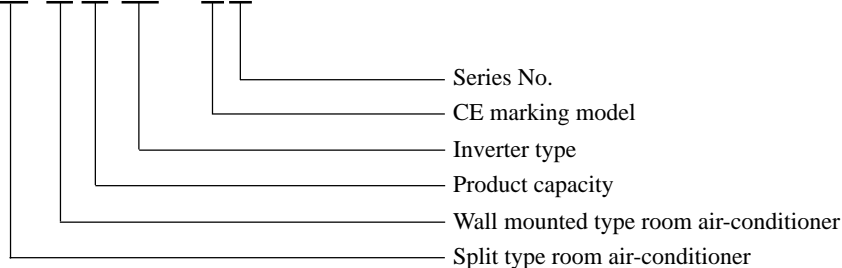 Series No.
CE marking model
Inverter type
Product capacity
Wall mounted type room air-conditioner
Split type room air-conditioner